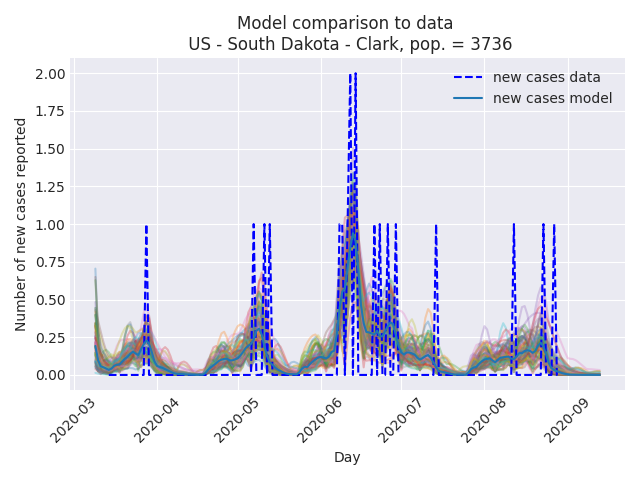 Model comparison to data
US - South Dakota - Clark, pop. = 3736
new cases data
new cases model
Number of new cases reported
2.00
1.75
1.50
1.25
1.00
0.75
0.50
0.25
0.00
2020-03
2020-04
2020-05
2020-06
2020-07
2020-08
2020-09
Day